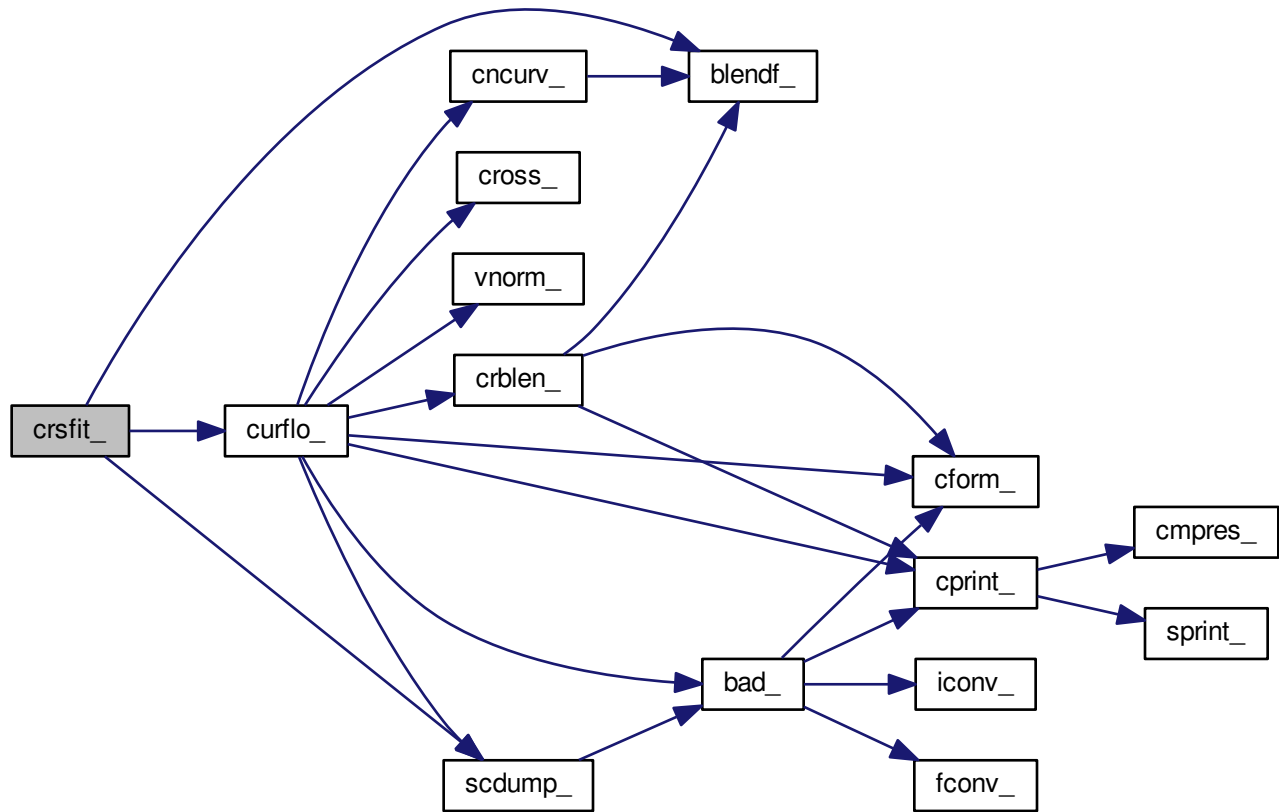 cncurv_
blendf_
cross_
vnorm_
crblen_
crsfit_
curflo_
cform_
cmpres_
cprint_
sprint_
bad_
iconv_
scdump_
fconv_